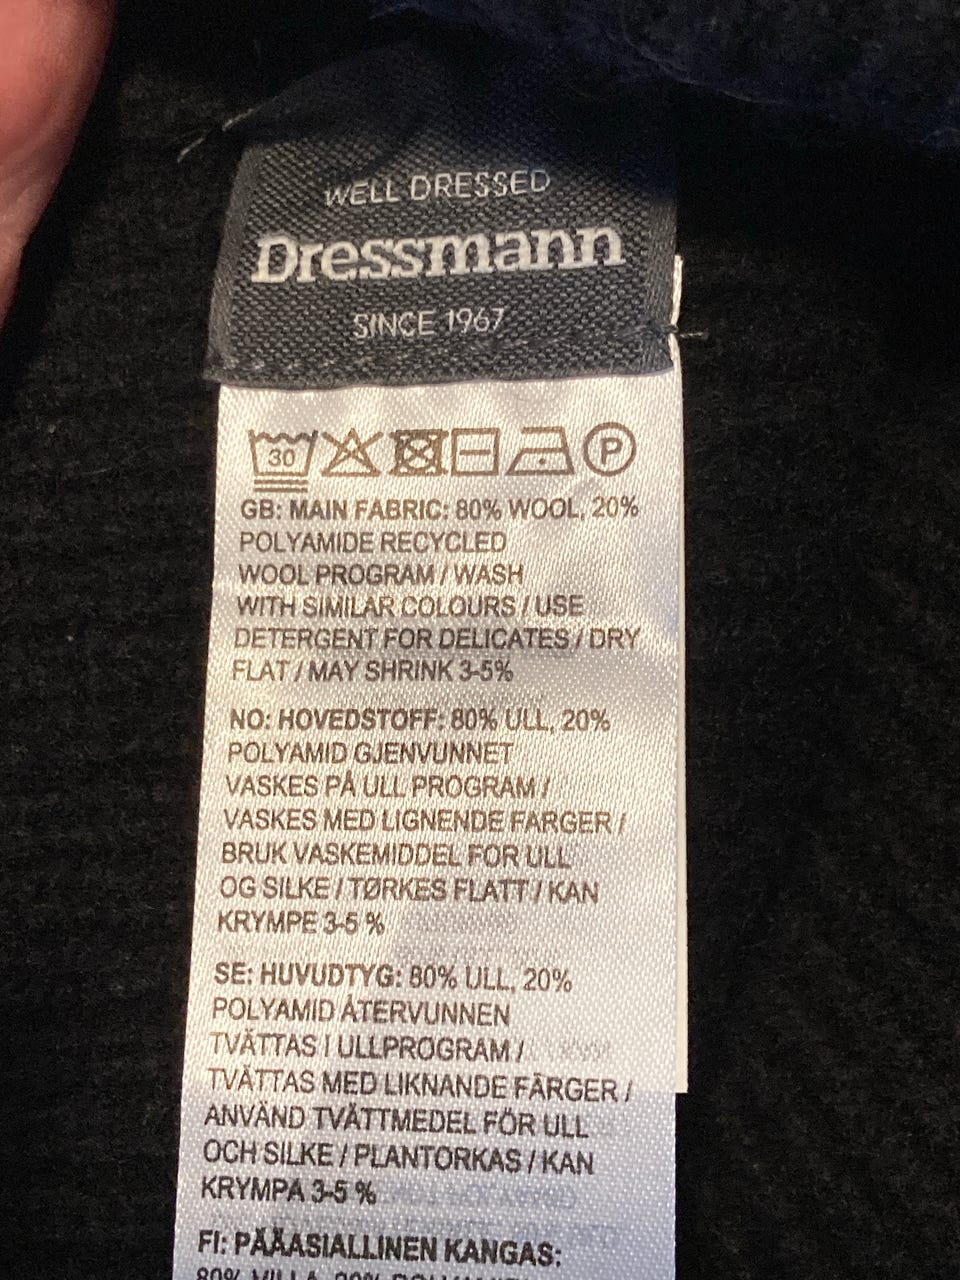 WELL DRESSED
Dressmann
SINCE 1967
30 P
GB: MAIN FABRIC: 80% WOOL, 20%
POLYAMIDE RECYCLED
WOOL PROGRAM / WASH
WITH SIMILAR COLOURS / USE
DETERGENT FOR DELICATES / DRY
FLAT / MAY SHRINK 3-5%
NO: HOVEDSTOFF: 80% ULL, 20%
POLYAMID GJENVUNNET
VASKES PÅ ULL PROGRAM /
VASKES MED LIGNENDE FARGER /
BRUK VASKEMIDDEL FOR ULL
OG SILKE / TØRKES FLATT / KAN
KRYMPE 3-5 %
SE: HUVUDTYG: 80% ULL, 20%
POLYAMID ÅTERVUNNEN
TVÄTTAS I ULLPROGRAM /
TVÄTTAS MED LIKNANDE FÄRGER /
ANVÄND TVÄTTMEDEL FÖR ULL
OCH SILKE / PLANTORKAS / KAN
KRYMPA 3-5 %
FI: PÄÄASIALLINEN KANGAS:
80% VILLA, 20%